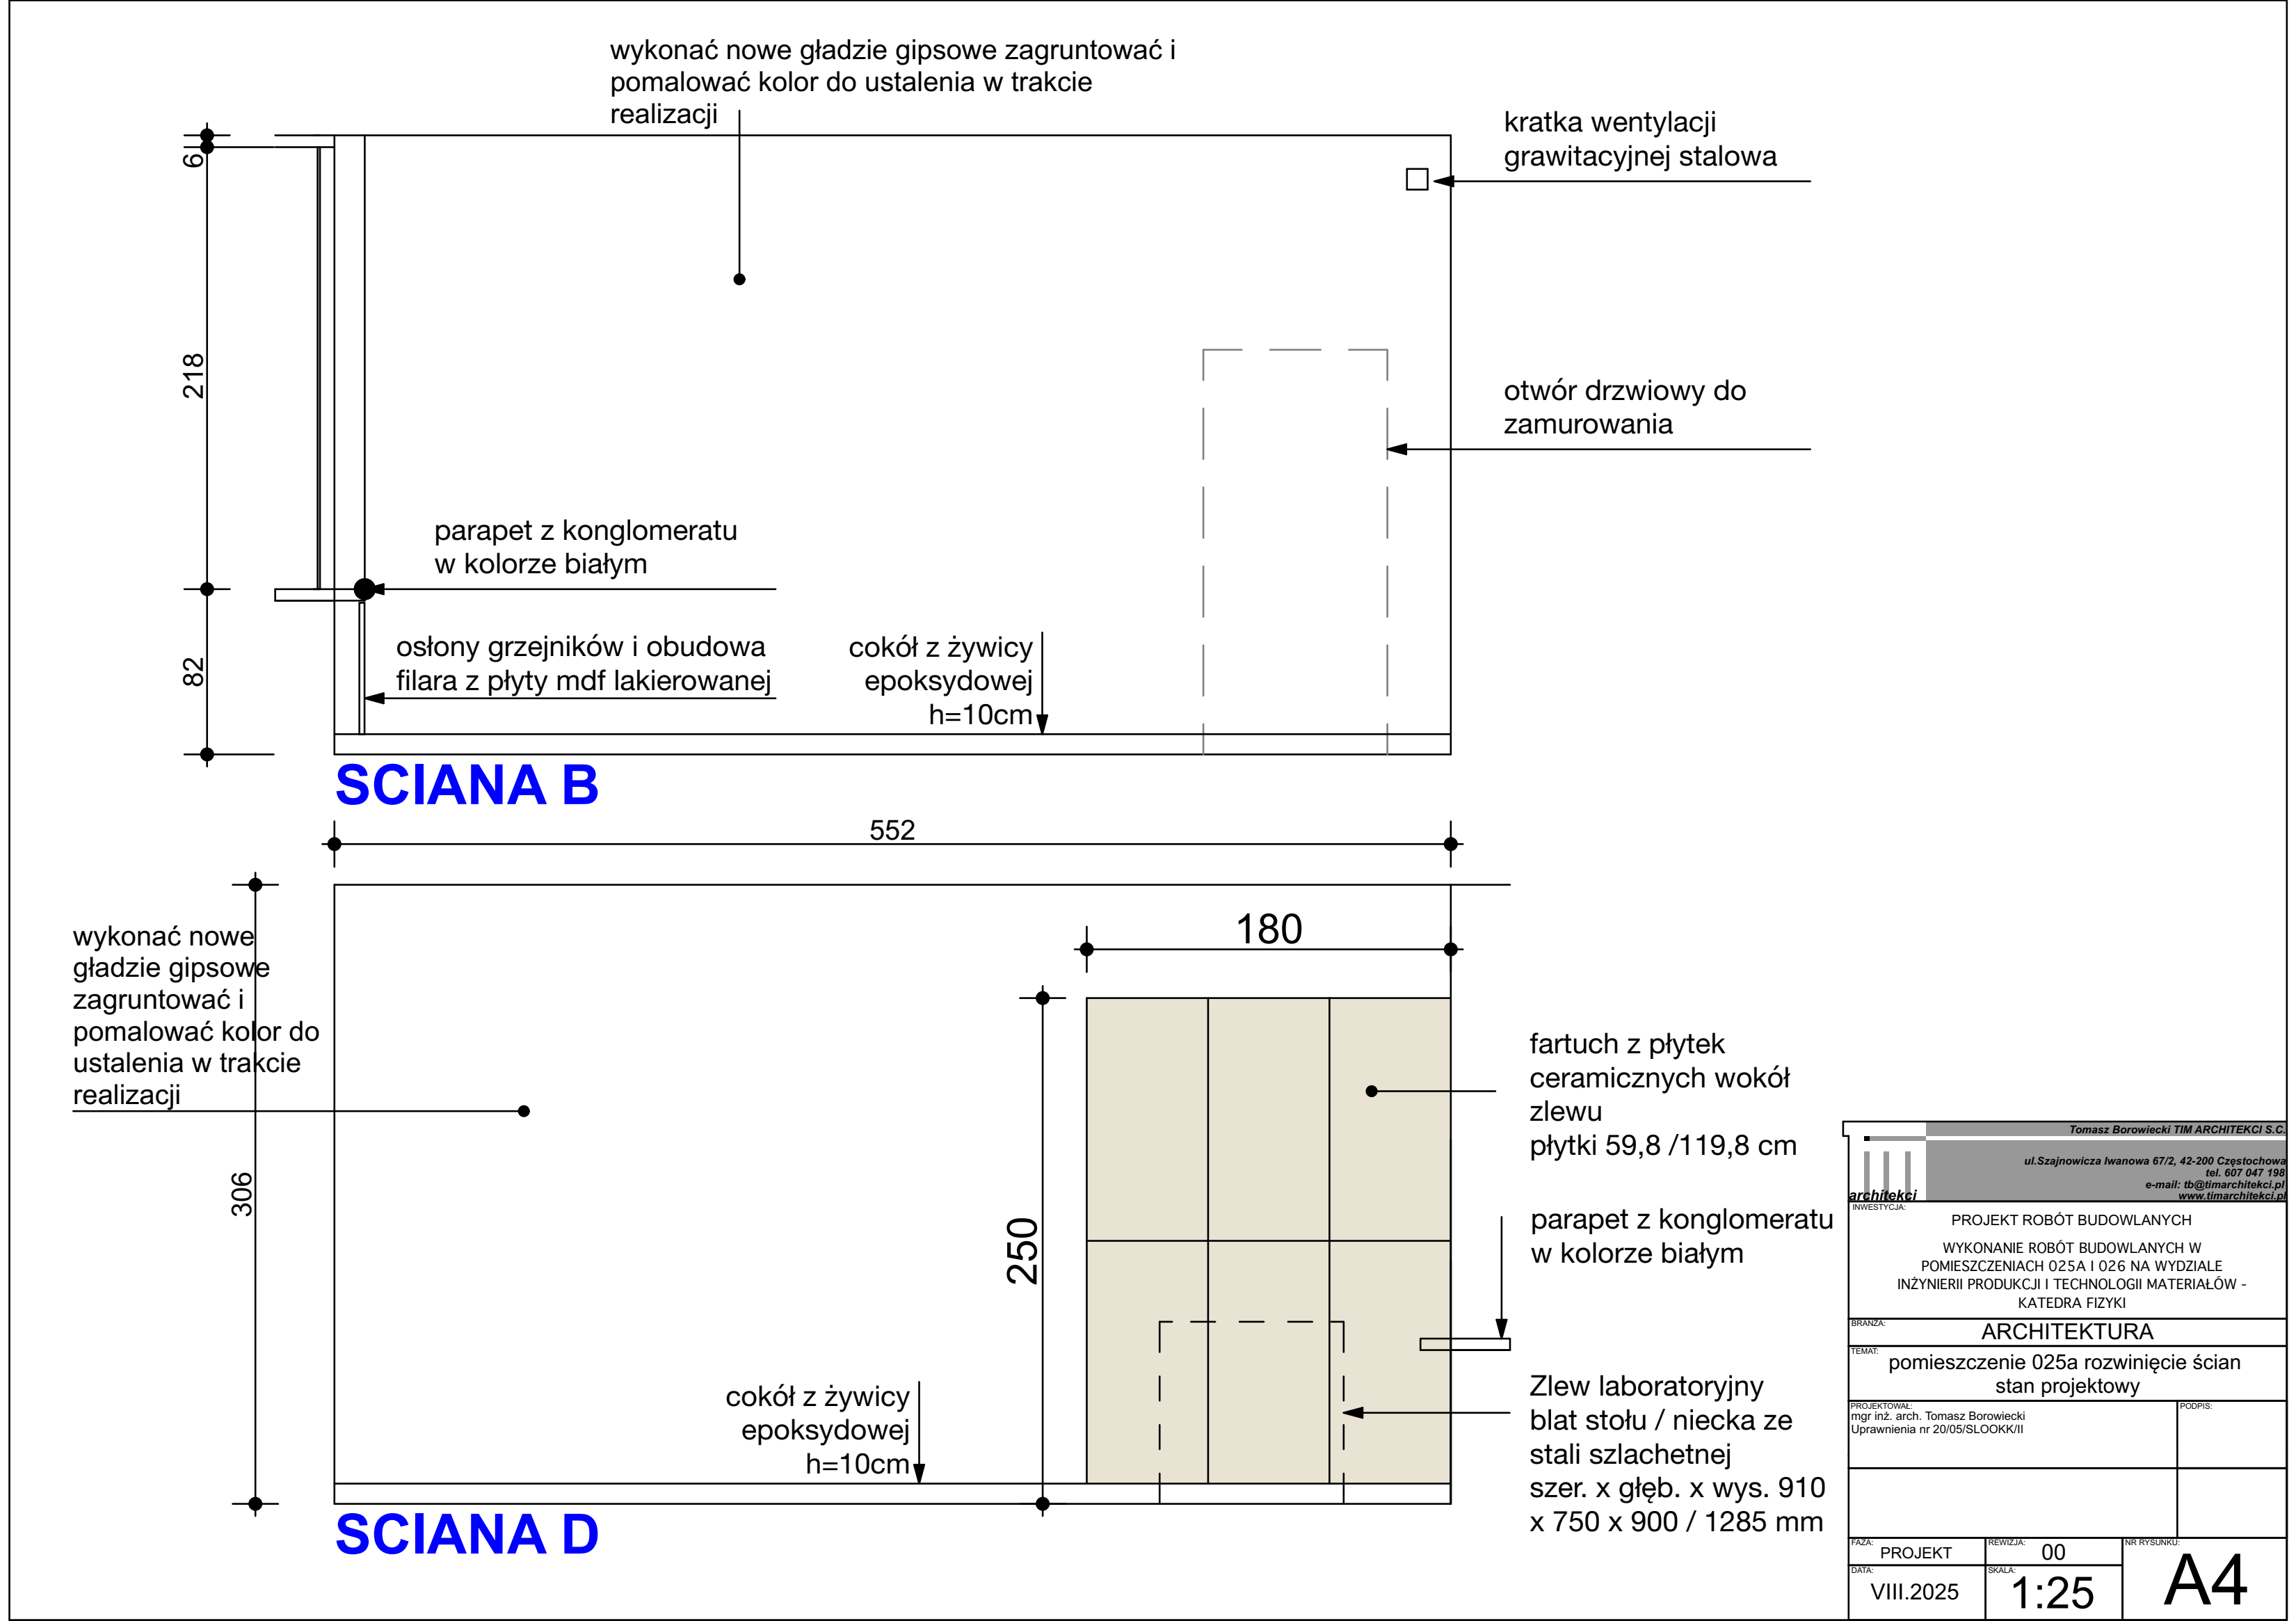 wykonać nowe gładzie gipsowe zagruntować i
pomalować kolor do ustalenia w trakcie
realizacji
kratka wentylacji
grawitacyjnej stalowa
6
218
otwór drzwiowy do
zamurowania
parapet z konglomeratu
w kolorze białym
82
osłony grzejników i obudowa
filara z płyty mdf lakierowanej
cokół z żywicy
epoksydowej
h=10cm
SCIANA B
552
180
wykonać nowe
gładzie gipsowe
zagruntować i
pomalować kolor do
ustalenia w trakcie
realizacji
306
250
fartuch z płytek
ceramicznych wokół
zlewu
płytki 59,8 /119,8 cm
parapet z konglomeratu
w kolorze białym
cokół z żywicy
epoksydowej
h=10cm
Zlew laboratoryjny
blat stołu / niecka ze
stali szlachetnej
szer. x głęb. x wys. 910
x 750 x 900 / 1285 mm
SCIANA D
Tomasz Borowiecki TIM ARCHITEKCI S.C.
ul.Szajnowicza Iwanowa 67/2, 42-200 Częstochowa
tel. 607 047 198
e-mail: tb@timarchitekci.pl
www.timarchitekci.pl
architekci
INWESTYCJA:
PROJEKT ROBÓT BUDOWLANYCH
WYKONANIE ROBÓT BUDOWLANYCH W
POMIESZCZENIACH 025A I 026 NA WYDZIALE
INŻYNIERII PRODUKCJI I TECHNOLOGII MATERIAŁÓW -
KATEDRA FIZYKI
BRANŻA:
ARCHITEKTURA
TEMAT:
pomieszczenie 025a rozwinięcie ścian
stan projektowy
PROJEKTOWAŁ:
mgr inż. arch. Tomasz Borowiecki
Uprawnienia nr 20/05/SLOOKK/II
PODPIS:
FAZA:
PROJEKT
REWIZJA:
00
NR RYSUNKU:
A4
DATA:
VIII.2025
SKALA:
1:25